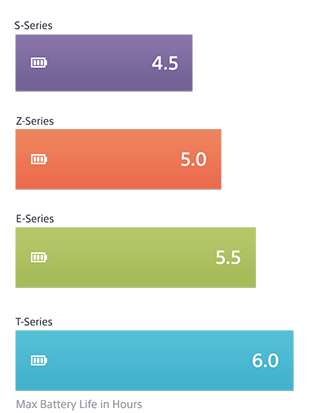 S-Series
4.5
Z-Series
5.0
E-Series
5.5
T-Series
6.0
Max Battery Life in Hours